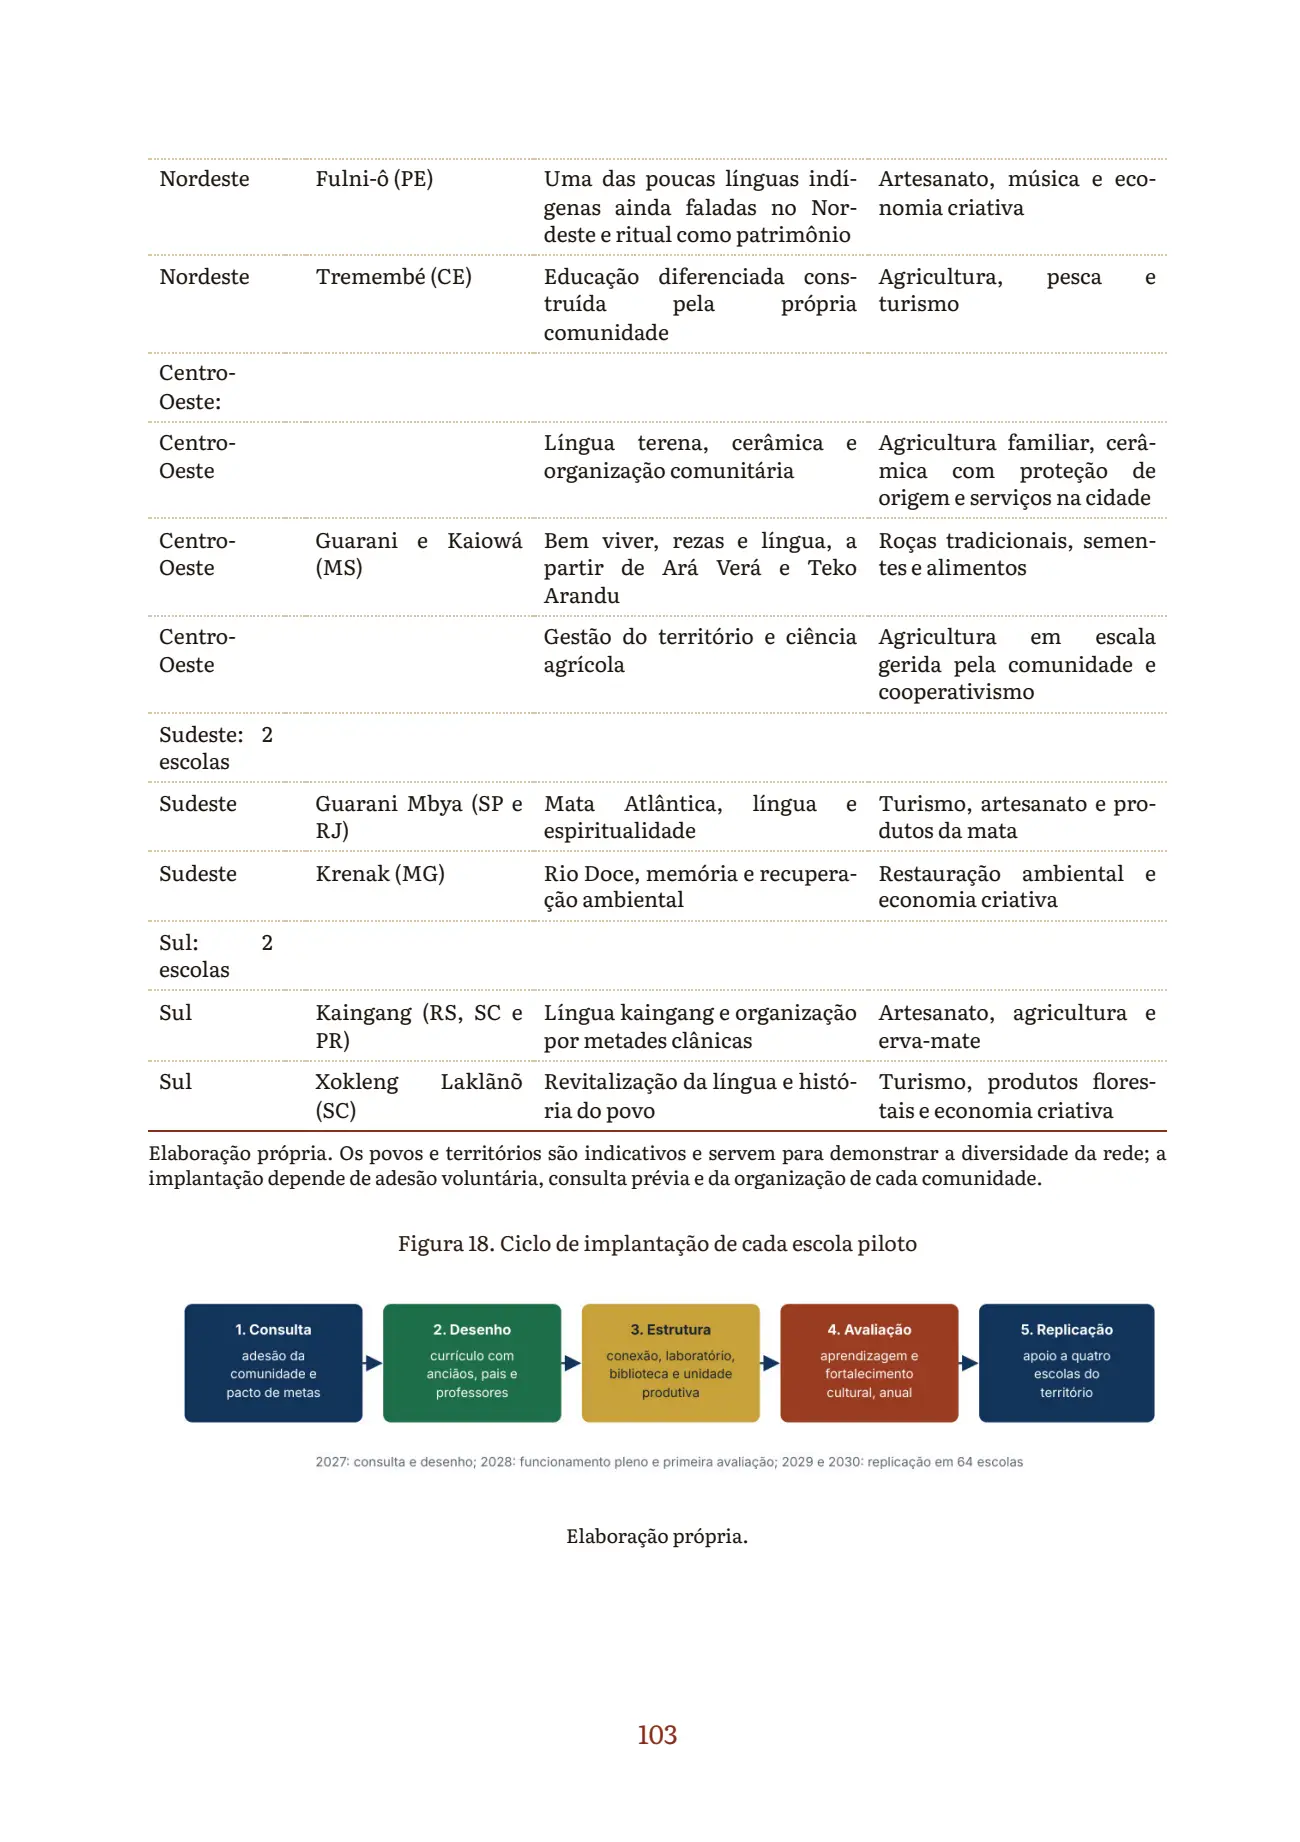 Nordeste Fulni-ô (PE) Uma das poucas línguas indí- Artesanato, música e eco-
genas ainda faladas no Nor- nomia criativa
deste e ritual como patrimônio
Nordeste Tremembé (CE) Educação diferenciada cons- Agricultura, pesca e
truída pela própria turismo
comunidade
Centro-
Oeste:
Centro- Língua terena, cerâmica e Agricultura familiar, cerâ-
Oeste organização comunitária mica com proteção de
origem e serviços na cidade
Centro- Guarani e Kaiowá Bem viver, rezas e língua, a Roças tradicionais, semen-
Oeste (MS) partir de Ará Verá e Teko tes e alimentos
Arandu
Centro- Gestão do território e ciência Agricultura em escala
Oeste agrícola gerida pela comunidade e
cooperativismo
Sudeste: 2
escolas
Sudeste Guarani Mbya (SP e Mata Atlântica, língua e Turismo, artesanato e pro-
RJ) espiritualidade dutos da mata
Sudeste Krenak (MG) Rio Doce, memória e recupera- Restauração ambiental e
ção ambiental economia criativa
Sul: 2
escolas
Sul Kaingang (RS, SC e Língua kaingang e organização Artesanato, agricultura e
PR) por metades clânicas erva-mate
Sul Xokleng Laklãnõ Revitalização da língua e histó- Turismo, produtos flores-
(SC) ria do povo tais e economia criativa
Elaboração própria. Os povos e territórios são indicativos e servem para demonstrar a diversidade da rede; a
implantação depende de adesão voluntária, consulta prévia e da organização de cada comunidade.
Figura 18. Ciclo de implantação de cada escola piloto
1. Consulta
adesão da
comunidade e
pacto de metas
2. Desenho
currículo com
anciãos, pais e
professores
3. Estrutura
conexão, laboratório,
biblioteca e unidade
produtiva
4. Avaliação
aprendizagem e
fortalecimento
cultural, anual
5. Replicação
apoio a quatro
escolas do
território
2027: consulta e desenho; 2028: funcionamento pleno e primeira avaliação; 2029 e 2030: replicação em 64 escolas
Elaboração própria.
103